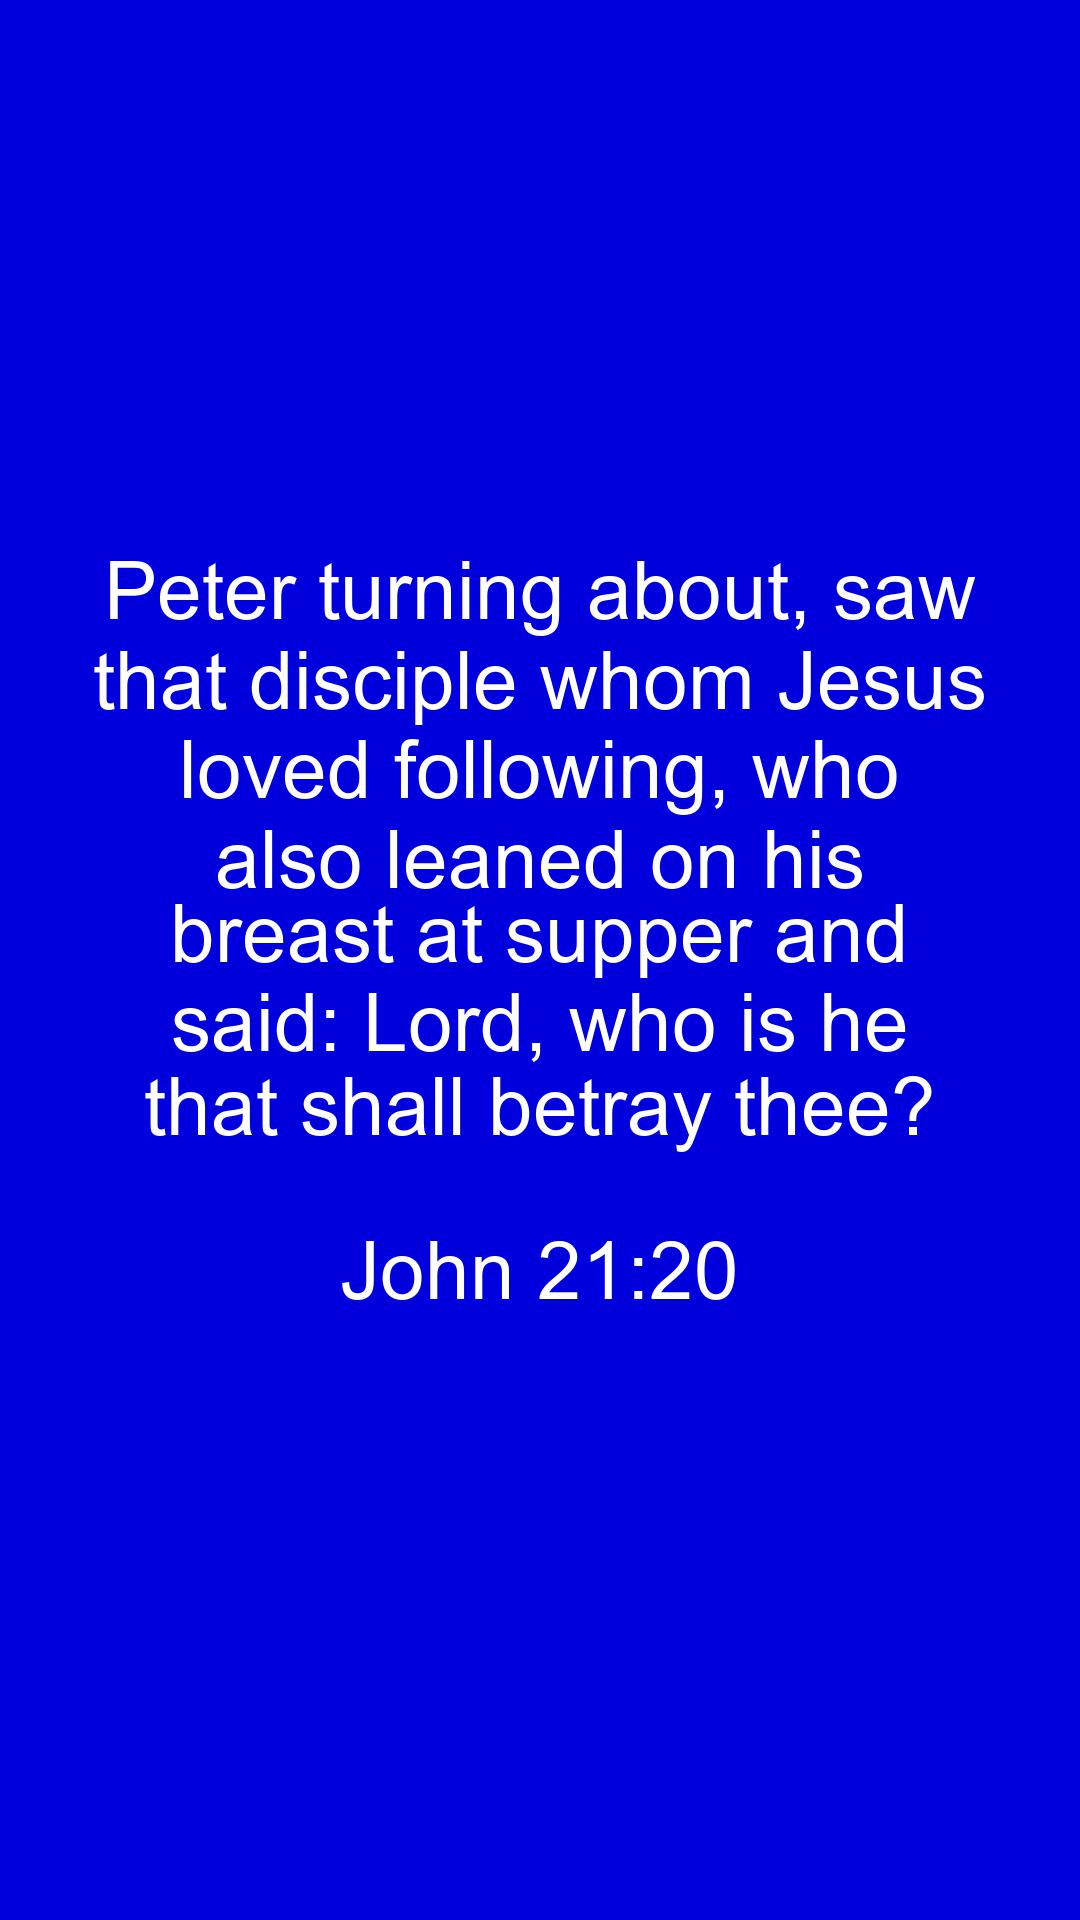 Peter turning about, saw
that disciple whom Jesus
loved following, who
also leaned on his
breast at supper and
said: Lord, who is he
that shall betray thee?
John 21:20